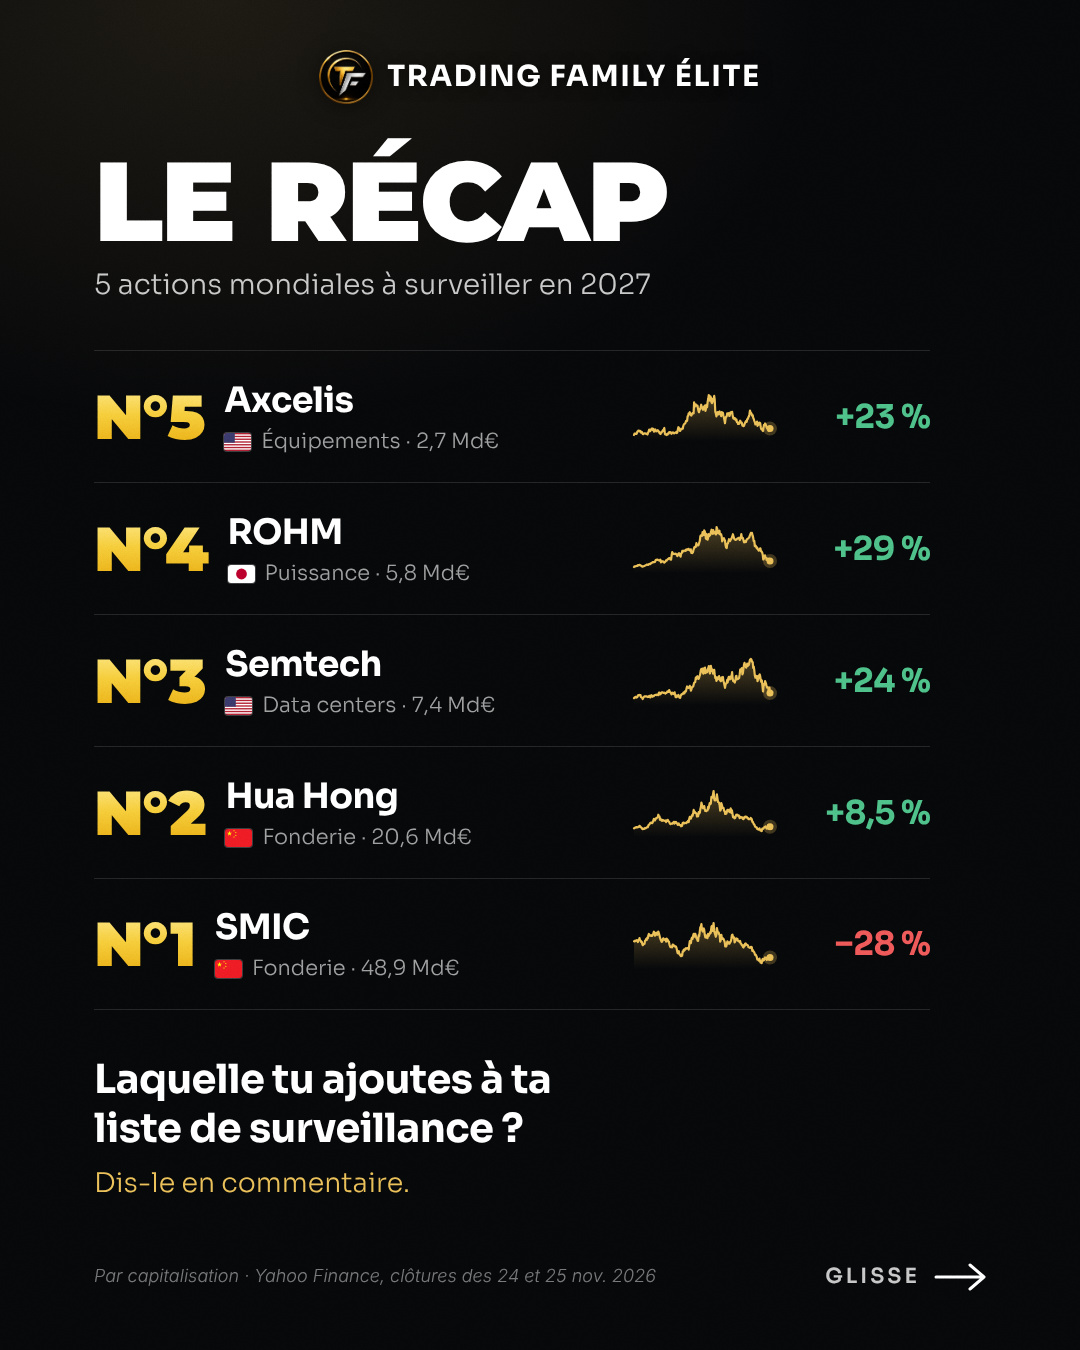 TF TRADING FAMILY ÉLITE
LE RÉCAP
5 actions mondiales à surveiller en 2027
N°5 Axcelis +23 %
Équipements · 2,7 Md€
N°4 ROHM +29 %
Puissance · 5,8 Md€
N°3 Semtech +24 %
Data centers · 7,4 Md€
N°2 Hua Hong +8,5 %
Fonderie · 20,6 Md€
N°1 SMIC −28 %
Fonderie · 48,9 Md€
Laquelle tu ajoutes à ta
liste de surveillance ?
Dis-le en commentaire.
Par capitalisation · Yahoo Finance, clôtures des 24 et 25 nov. 2026
GLISSE